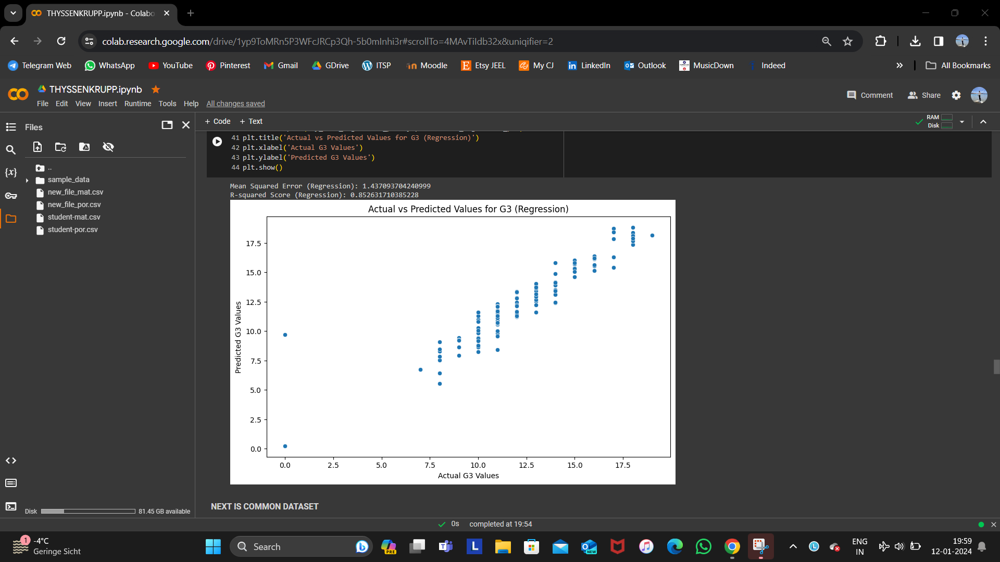 THYSSENKRUPP.ipynb - Colabo
colab.research.google.com/drive/1yp9ToMRn5P3WFcJRCp3Qh-5b0mInhi3r#scrollTo=4MAvTiIdb32x&uniqifier=2
Telegram Web WhatsApp YouTube Pinterest Gmail GDrive ITSP Moodle Etsy JEEL My CJ LinkedIn Outlook MusicDown Indeed » All Bookmarks
THYSSENKRUPP.ipynb
File Edit View Insert Runtime Tools Help All changes saved
Comment Share
Files
+ Code + Text
RAM
Disk
..
sample_data
new_file_mat.csv
new_file_por.csv
student-mat.csv
student-por.csv
{x}
41 plt.title('Actual vs Predicted Values for G3 (Regression)')
42 plt.xlabel('Actual G3 Values')
43 plt.ylabel('Predicted G3 Values')
44 plt.show()
Mean Squared Error (Regression): 1.437093704240999
R-squared Score (Regression): 0.852631710385228
Actual vs Predicted Values for G3 (Regression)
Predicted G3 Values
17.5
15.0
12.5
10.0
7.5
5.0
2.5
0.0
0.0 2.5 5.0 7.5 10.0 12.5 15.0 17.5
Actual G3 Values
NEXT IS COMMON DATASET
Disk 81.45 GB available
0s completed at 19:54
1
-4°C
Geringe Sicht
Search
PRE
L
NEW
L
ENG
IN
19:59
12-01-2024